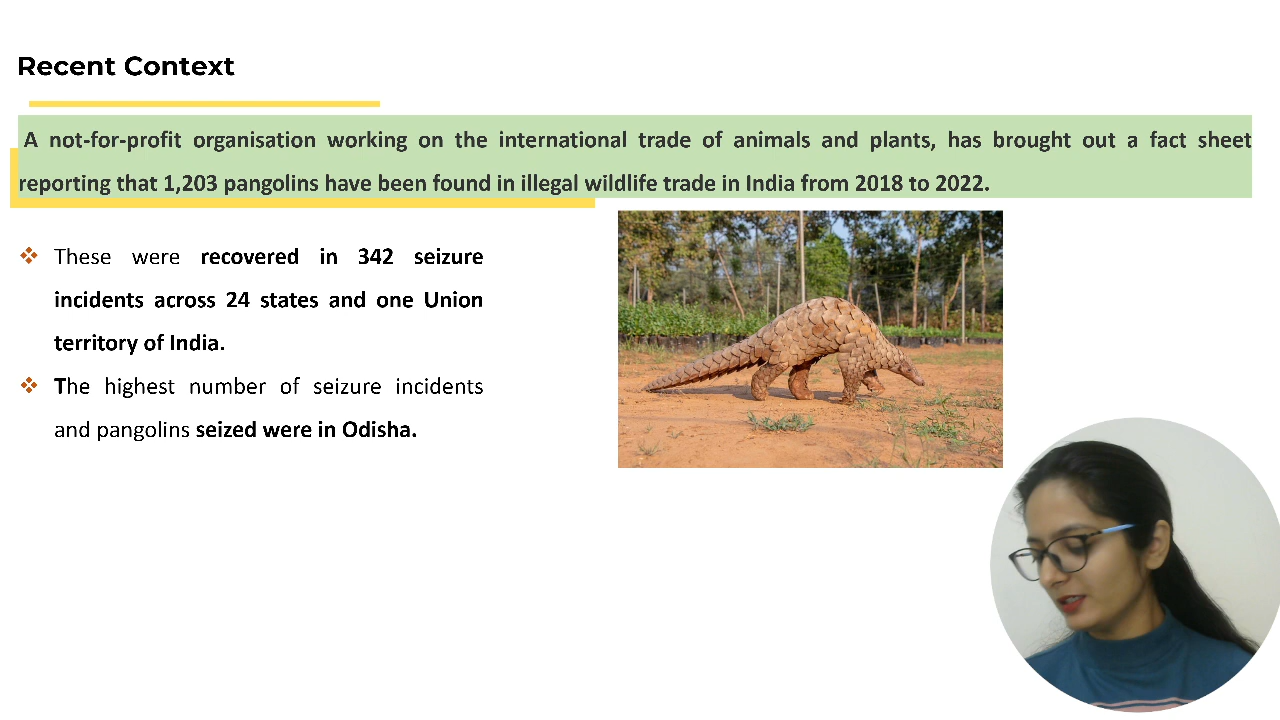 Recent Context
A not-for-profit organisation working on the international trade of animals and plants, has brought out a fact sheet
reporting that 1,203 pangolins have been found in illegal wildlife trade in India from 2018 to 2022.
❖ These were recovered in 342 seizure
incidents across 24 states and one Union
territory of India.
❖ The highest number of seizure incidents
and pangolins seized were in Odisha.